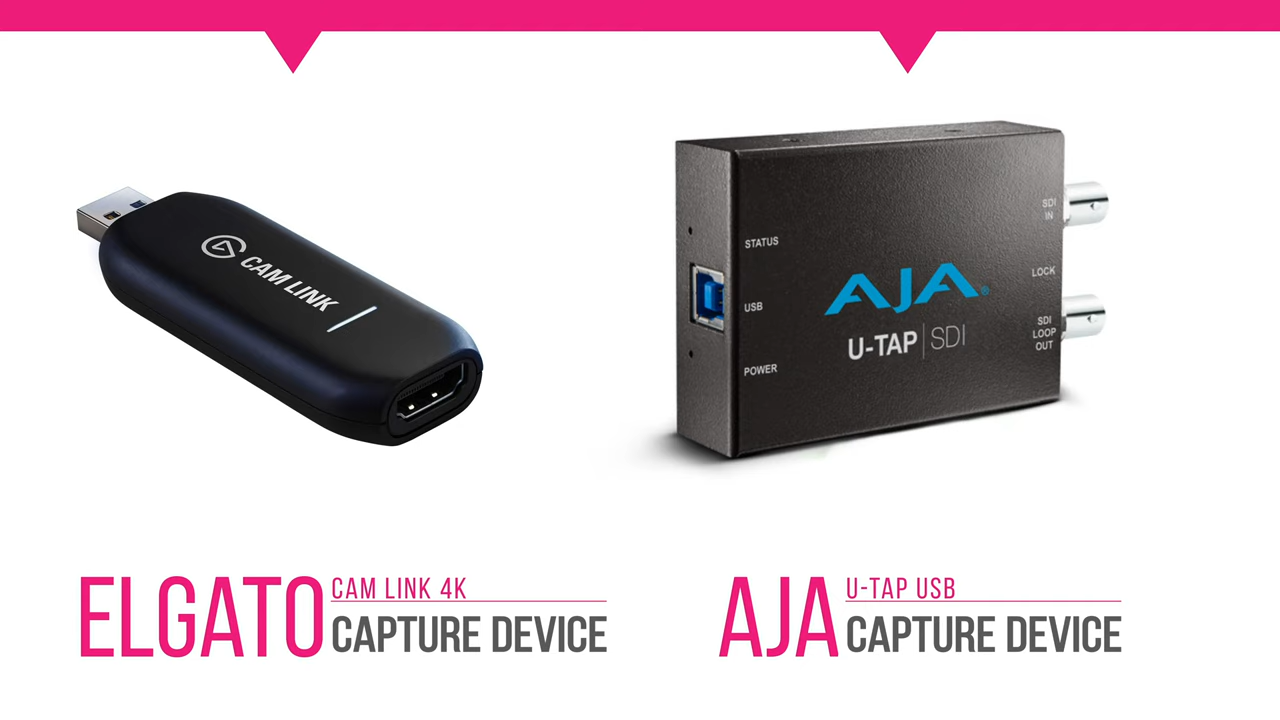 CAM LINK
STATUS
USB
POWER
AJA®
U-TAP | SDI
SDI
IN
LOCK
SDI
LOOP
OUT
ELGATO
CAM LINK 4K
CAPTURE DEVICE
AJA
U-TAP USB
CAPTURE DEVICE